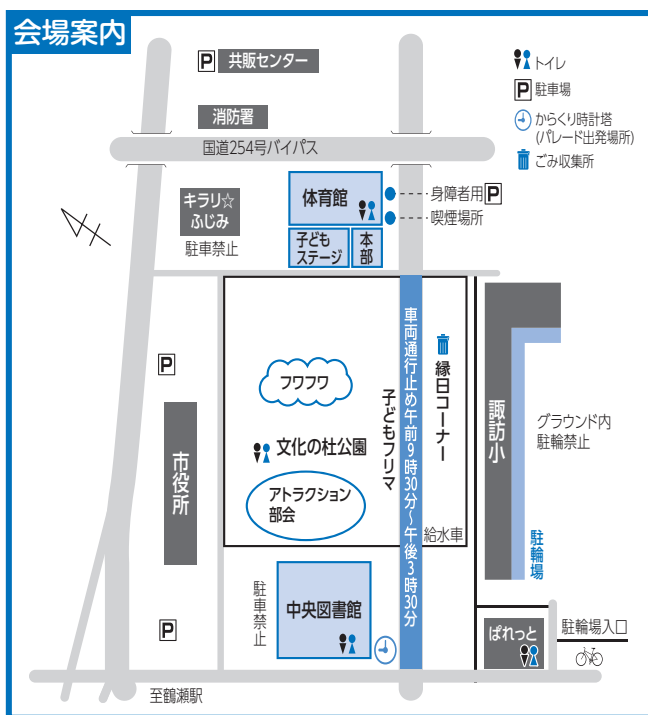 会場案内
P 共販センター
消防署
国道254号バイパス
トイレ
P 駐車場
からくり時計塔
(パレード出発場所)
ごみ収集所
キラリ☆
ふじみ
駐車禁止
体育館
子ども
ステージ
本部
身障者用P
喫煙場所
P
市役所
P
フワフワ
文化の杜公園
アトラクション
部会
子どもフリマ
車両通行止め午前9時30分～午後3時30分
縁日コーナー
給水車
諏訪小
グラウンド内
駐輪禁止
駐輪場
駐車禁止
中央図書館
ぱれっと
駐輪場入口
至鶴瀬駅